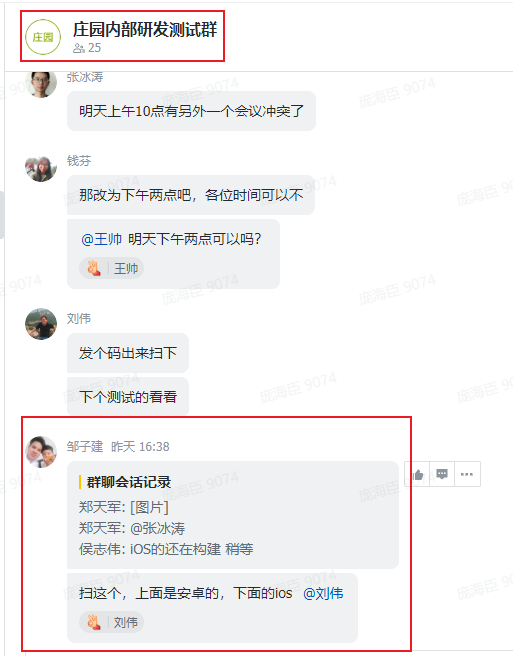 庄园
庄园内部研发测试群
25
张冰涛
明天上午10点有另外一个会议冲突了
钱芬
那改为下午两点吧，各位时间可以不
@王帅 明天下午两点可以吗?
王帅
刘伟
发个码出来扫下
下个测试的看看
邹子建 昨天 16:38
群聊会话记录
郑天军: [图片]
郑天军: @张冰涛
侯志伟: iOS的还在构建 稍等
扫这个，上面是安卓的，下面的ios @刘伟
刘伟
庞海臣 9074